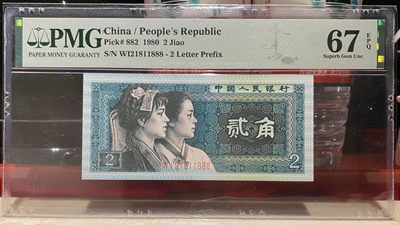 PMG
PAPER MONEY GUARANTY
China / People's Republic
Pick# 882 1980 2 Jiao
S/N WI21811888 - 2 Letter Prefix
67 EPQ
Superb Gem Unc
中国人民银行
贰角
WI21811888
2
2